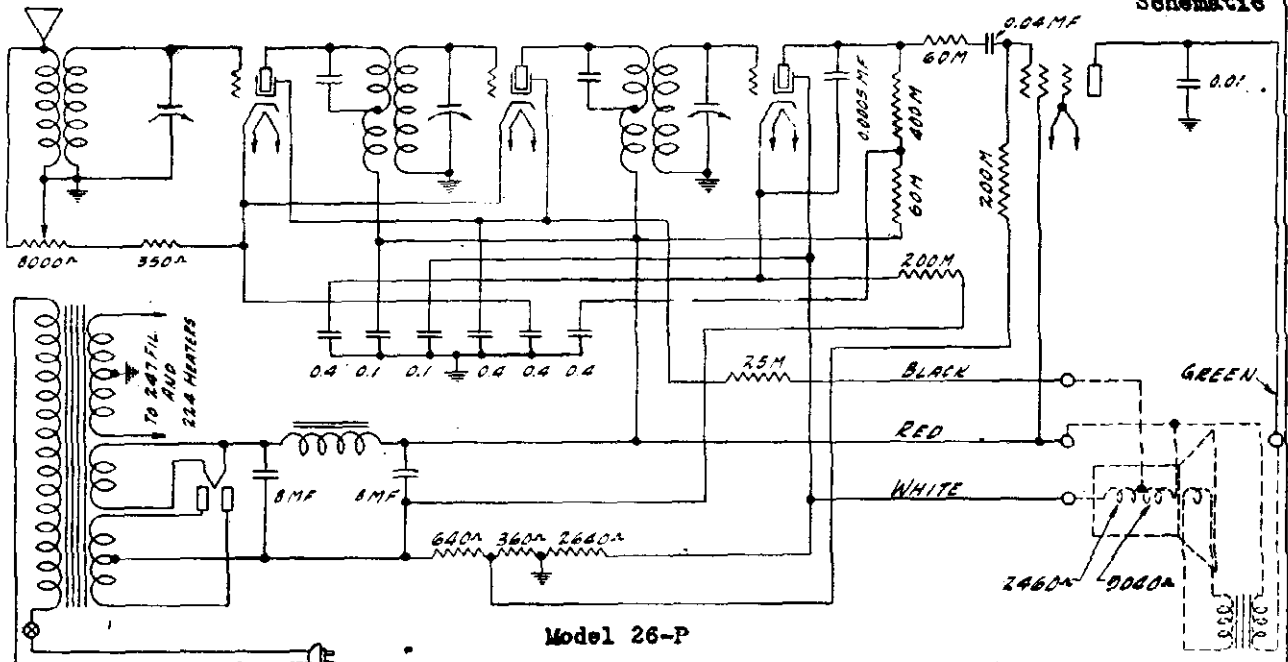 Schematic
0.04 MF
60M
0.0005 MF
400M
0.01
200M
60M
8000Ω
350Ω
200M
TO 247 FIL.
AND
224 HEATERS
0.4
0.1
0.1
0.4
0.4
0.4
25M
BLACK
GREEN
RED
8MF
8MF
WHITE
640Ω
360Ω
2640Ω
2460Ω
Model 26-P